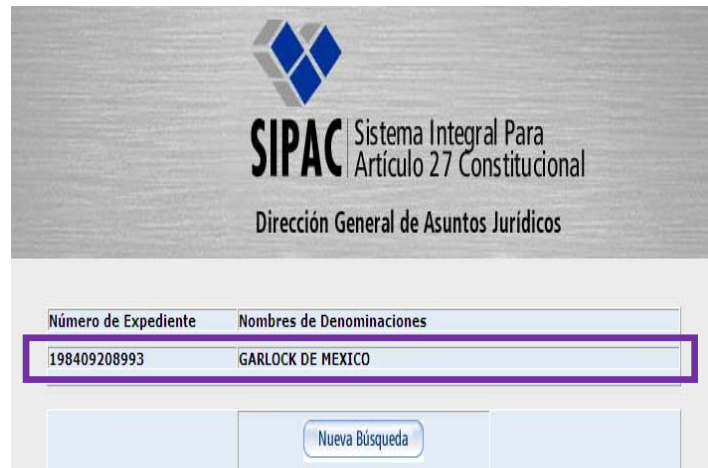 SIPAC Sistema Integral Para
Artículo 27 Constitucional
Dirección General de Asuntos Jurídicos
Número de Expediente Nombres de Denominaciones
198409208993 GARLOCK DE MEXICO
Nueva Búsqueda